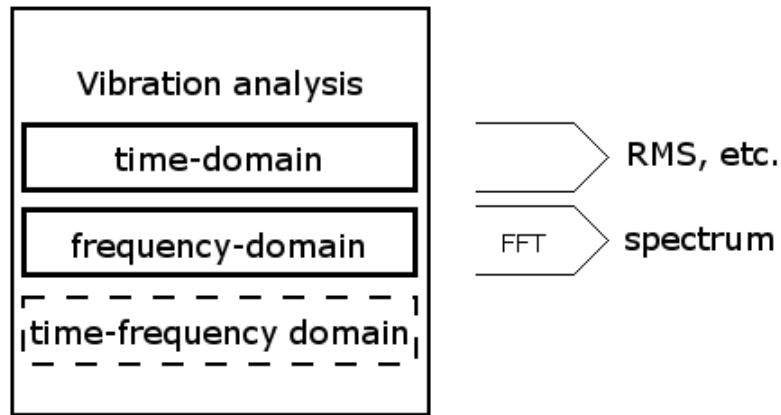 Vibration analysis
time-domain
RMS, etc.
frequency-domain
FFT
spectrum
time-frequency domain